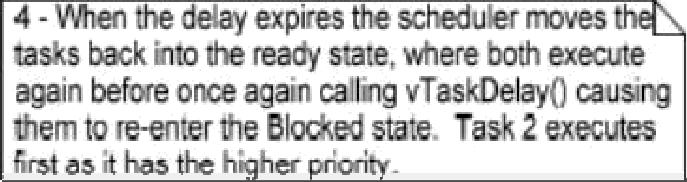 4 - When the delay expires the scheduler moves the
tasks back into the ready state, where both execute
again before once again calling vTaskDelay() causing
them to re-enter the Blocked state.  Task 2 executes
first as it has the higher priority.